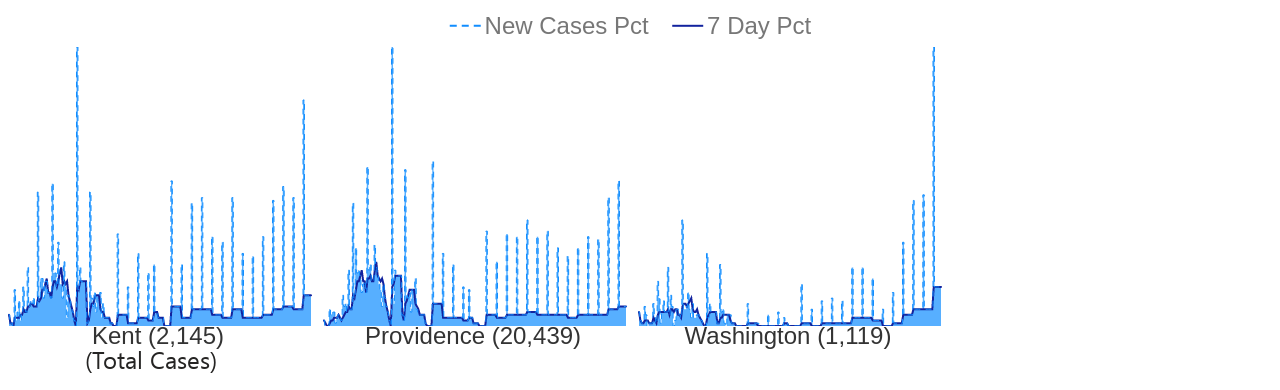 New Cases Pct 7 Day Pct
Kent (2,145) Providence (20,439) Washington (1,119)
(Total Cases)